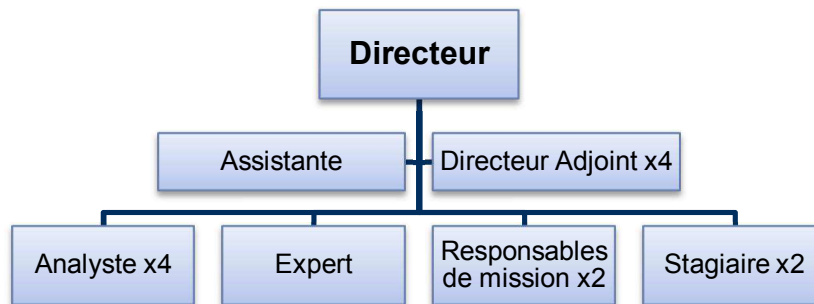 Directeur
Assistante
Directeur Adjoint x4
Analyste x4
Expert
Responsables
de mission x2
Stagiaire x2